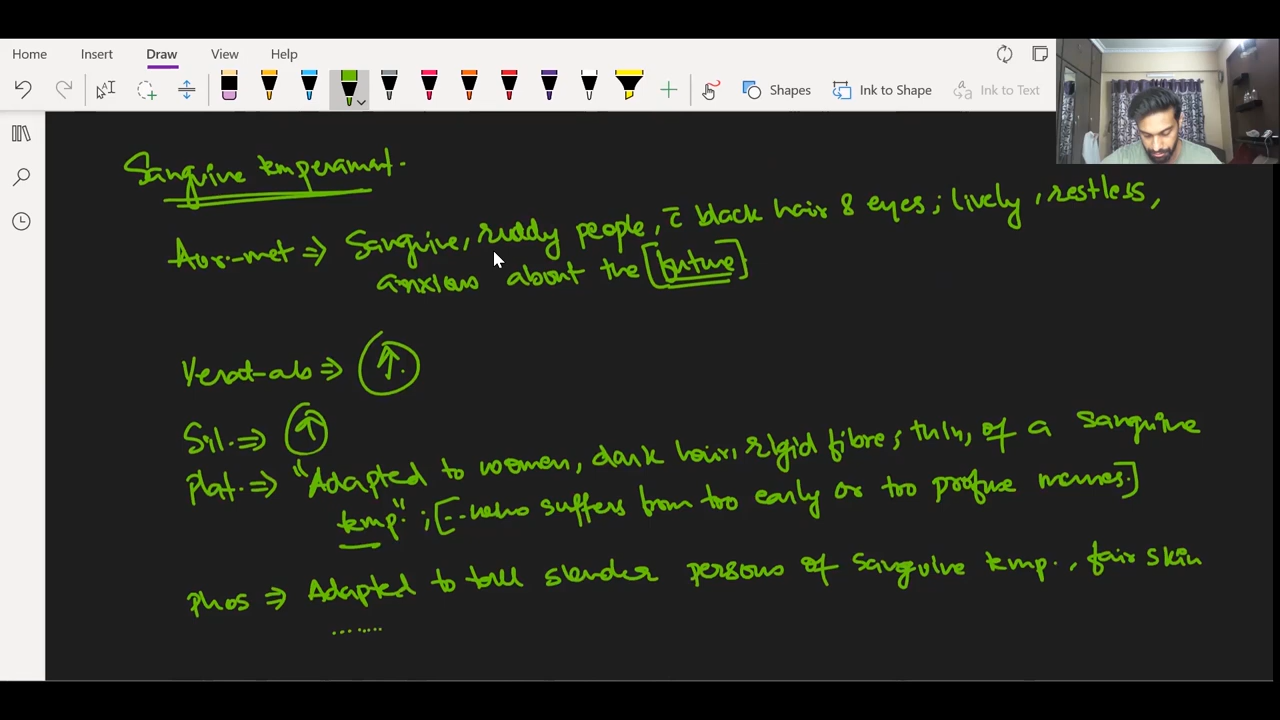 Home Insert Draw View Help
Shapes Ink to Shape Ink to Text
Sanguine temperament.
Aur.-met ⇒ Sanguine, ruddy people, c̄ black hair & eyes; lively, restless,
anxious about the [future]
Verat-alb ⇒ ↑
Sil. ⇒ ↑
Plat. ⇒ "Adapted to women, dark hair, rigid fibre, thin, of a sanguine
temp"; [--who suffers from too early or too profuse menses.]
Phos ⇒ Adapted to tall slender persons of sanguine temp., fair skin
........